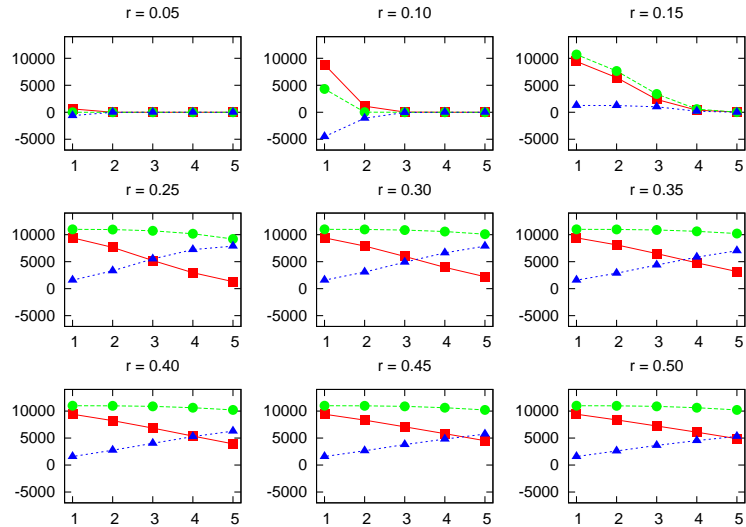 r = 0.05 r = 0.10 r = 0.15
10000 10000 10000
5000 5000 5000
0 0 0
-5000 -5000 -5000
1 2 3 4 5 1 2 3 4 5 1 2 3 4 5
r = 0.25 r = 0.30 r = 0.35
10000 10000 10000
5000 5000 5000
0 0 0
-5000 -5000 -5000
1 2 3 4 5 1 2 3 4 5 1 2 3 4 5
r = 0.40 r = 0.45 r = 0.50
10000 10000 10000
5000 5000 5000
0 0 0
-5000 -5000 -5000
1 2 3 4 5 1 2 3 4 5 1 2 3 4 5